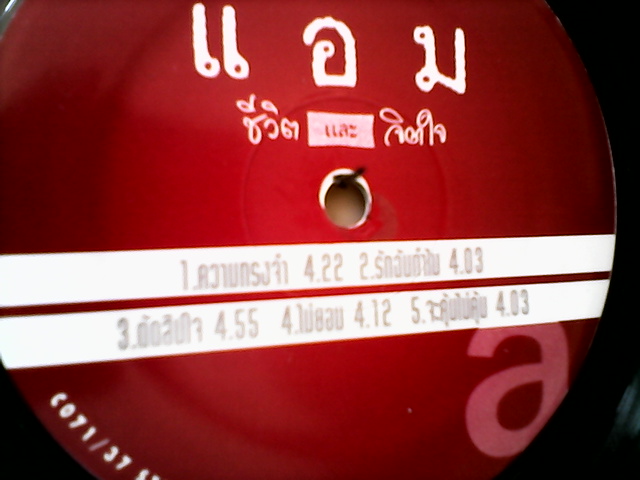 แอม
ชีวิต และ จิตใจ
1.ความทรงจำ 4.22 2.รักฉันทำไม 4.03
3.ตัดสินใจ 4.55 4.ไม่ยอม 4.12 5.จะคุ้มไม่คุ้ม 4.03
a
C071/37